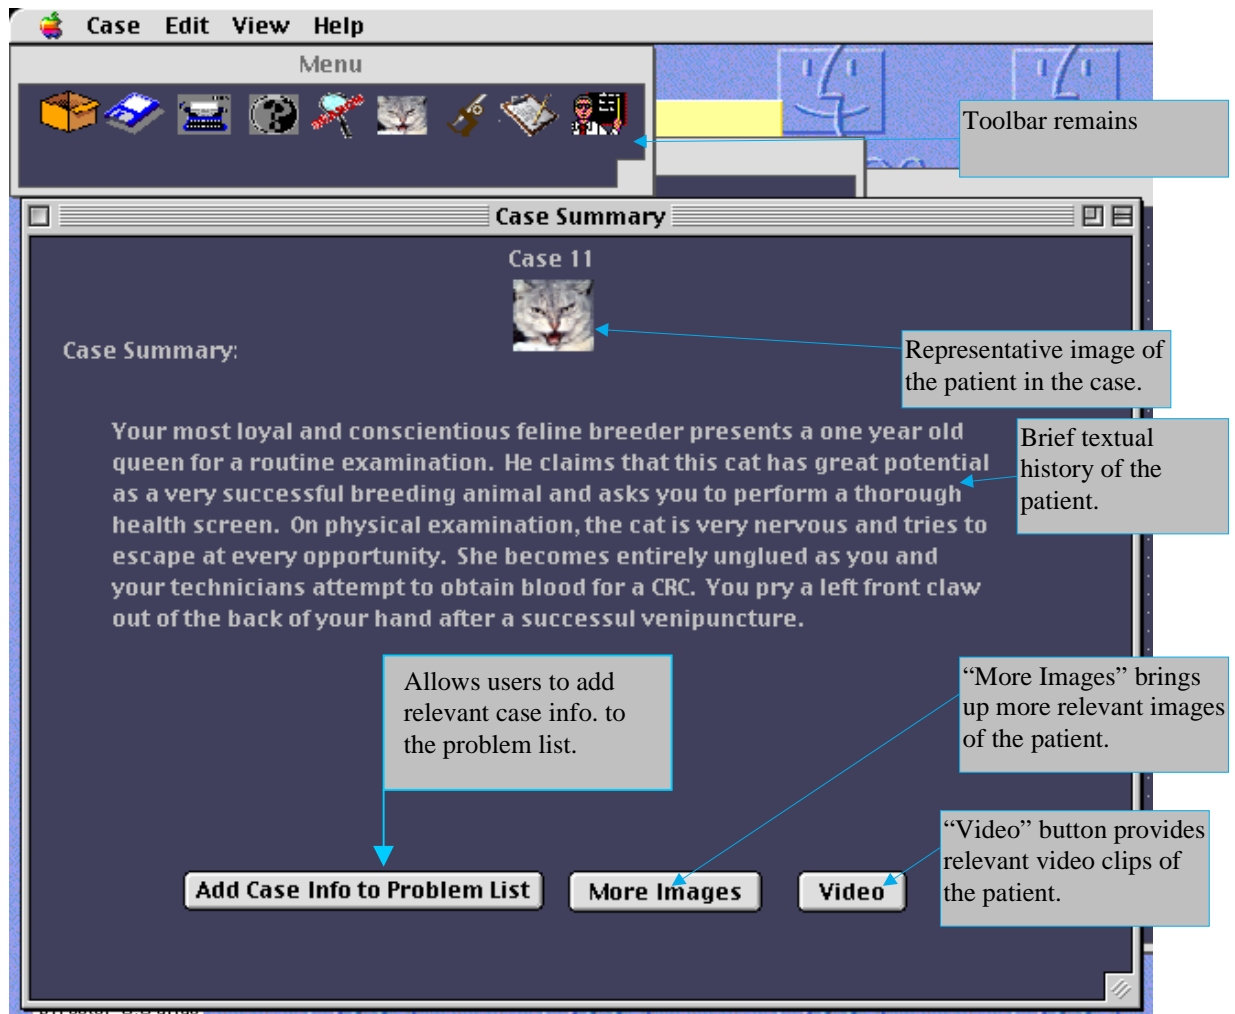 Case Edit View Help
Menu
Toolbar remains
Case Summary
Case 11
Case Summary:
Representative image of
the patient in the case.
Your most loyal and conscientious feline breeder presents a one year old
queen for a routine examination. He claims that this cat has great potential
as a very successful breeding animal and asks you to perform a thorough
health screen. On physical examination, the cat is very nervous and tries to
escape at every opportunity. She becomes entirely unglued as you and
your technicians attempt to obtain blood for a CRC. You pry a left front claw
out of the back of your hand after a successul venipuncture.
Brief textual
history of the
patient.
Allows users to add
relevant case info. to
the problem list.
“More Images” brings
up more relevant images
of the patient.
“Video” button provides
relevant video clips of
the patient.
Add Case Info to Problem List
More Images
Video